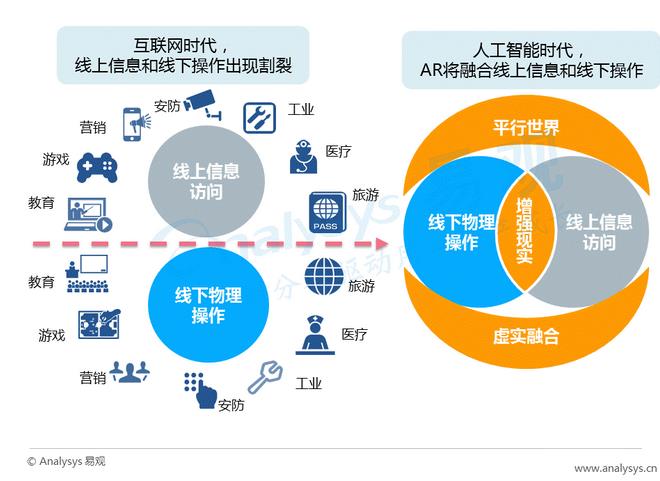 互联网时代，
线上信息和线下操作出现割裂
人工智能时代，
AR将融合线上信息和线下操作
安防
工业
营销
医疗
游戏
旅游
教育
PASS
线上信息
访问
线下物理
操作
教育
旅游
游戏
医疗
营销
工业
安防
平行世界
线下物理
操作
增强现实
线上信息
访问
虚实融合
Analysys 易观
© Analysys 易观
www.analysys.cn